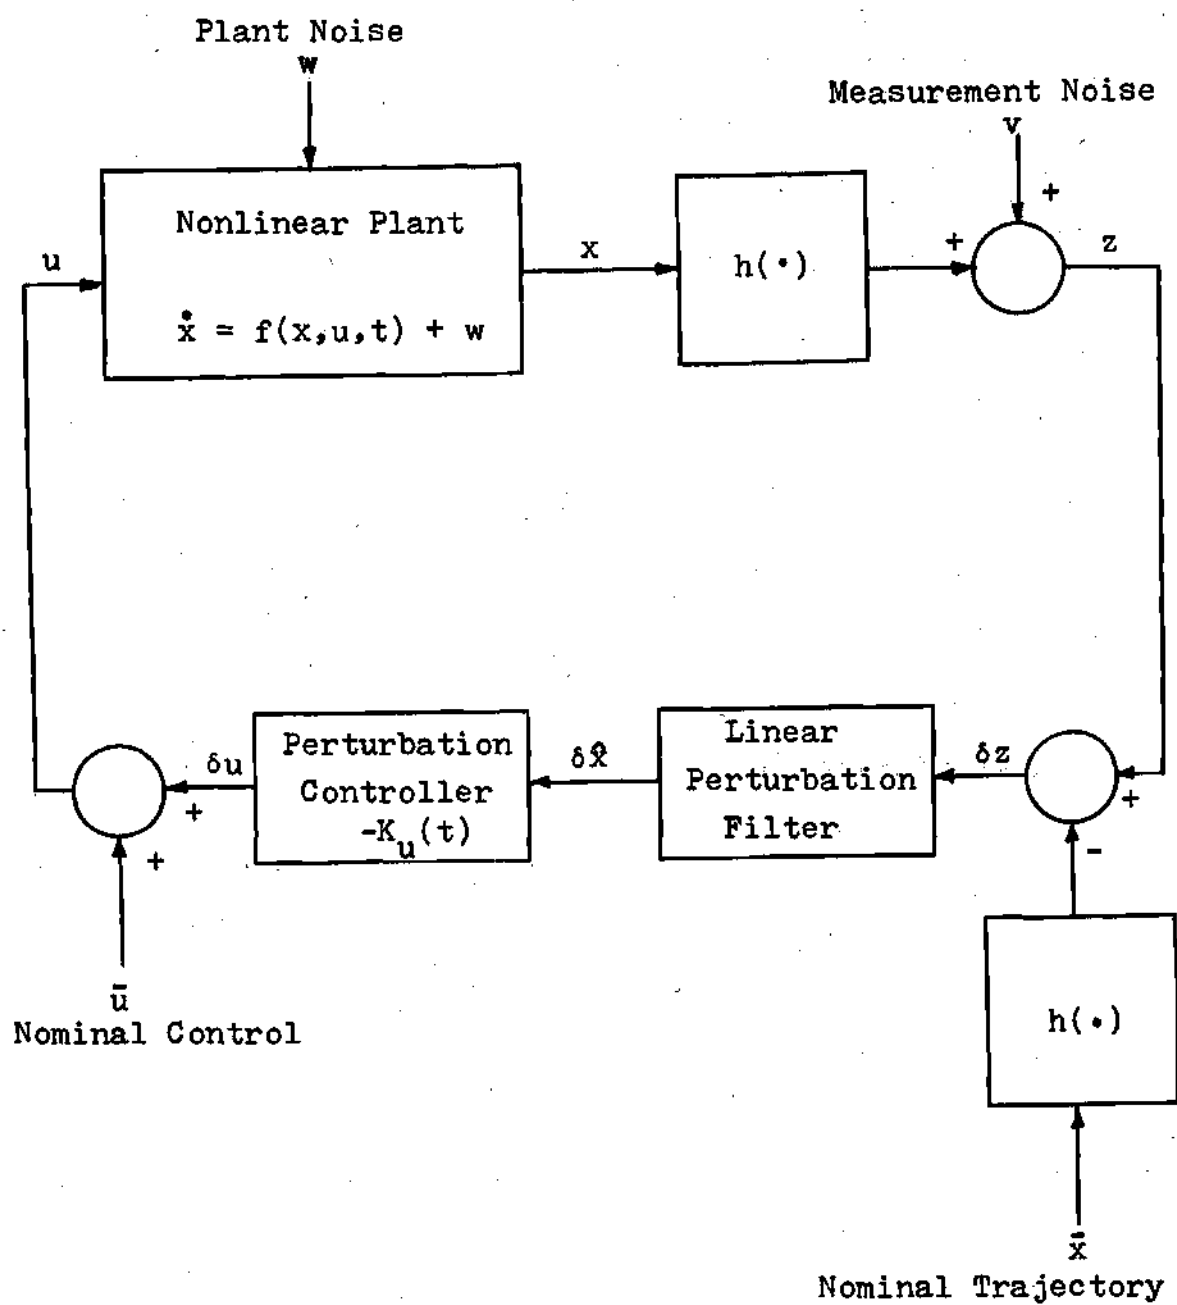 Plant Noise
w
Measurement Noise
v
+
Nonlinear Plant
ẋ = f(x,u,t) + w
u
x
h(·)
+
z
Perturbation
Controller
-Kᵤ(t)
δu
+
+
δx̂
Linear
Perturbation
Filter
δz
+
-
ū
Nominal Control
h(·)
x̄
Nominal Trajectory